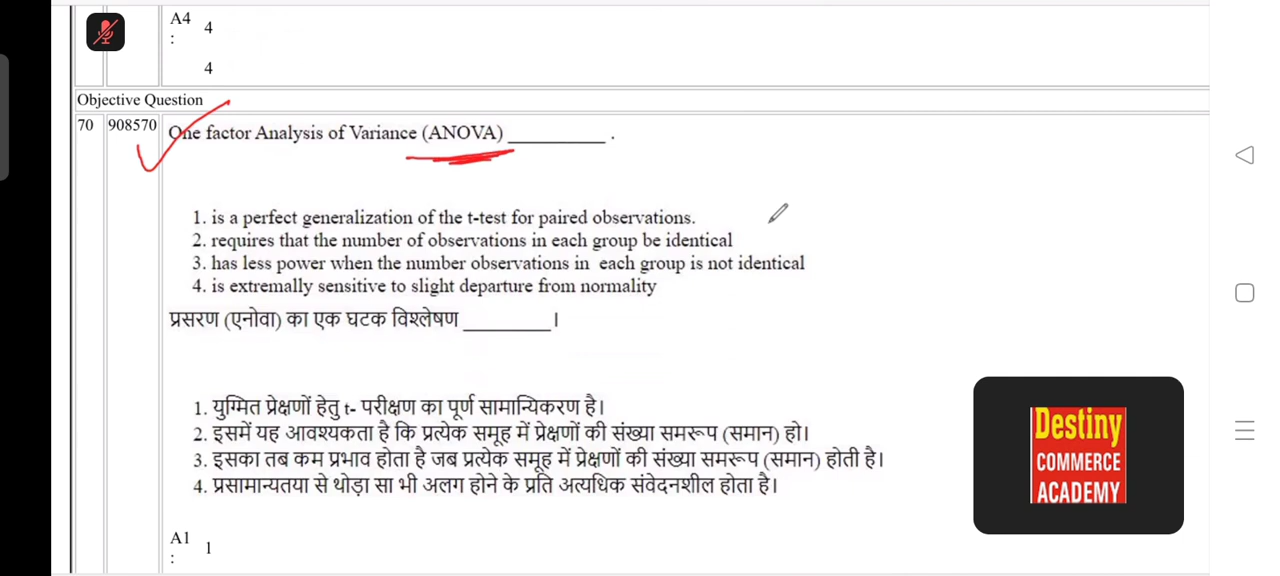 A4
:
4
4
Objective Question
70 908570 One factor Analysis of Variance (ANOVA) __________ .
1. is a perfect generalization of the t-test for paired observations.
2. requires that the number of observations in each group be identical
3. has less power when the number observations in each group is not identical
4. is extremally sensitive to slight departure from normality
प्रसरण (एनोवा) का एक घटक विश्लेषण _________।
1. युग्मित प्रेक्षणों हेतु t- परीक्षण का पूर्ण सामान्यिकरण है।
2. इसमें यह आवश्यकता है कि प्रत्येक समूह में प्रेक्षणों की संख्या समरूप (समान) हो।
3. इसका तब कम प्रभाव होता है जब प्रत्येक समूह में प्रेक्षणों की संख्या समरूप (समान) होती है।
4. प्रसामान्यतया से थोड़ा सा भी अलग होने के प्रति अत्यधिक संवेदनशील होता है।
A1
:
1
Destiny
COMMERCE
ACADEMY